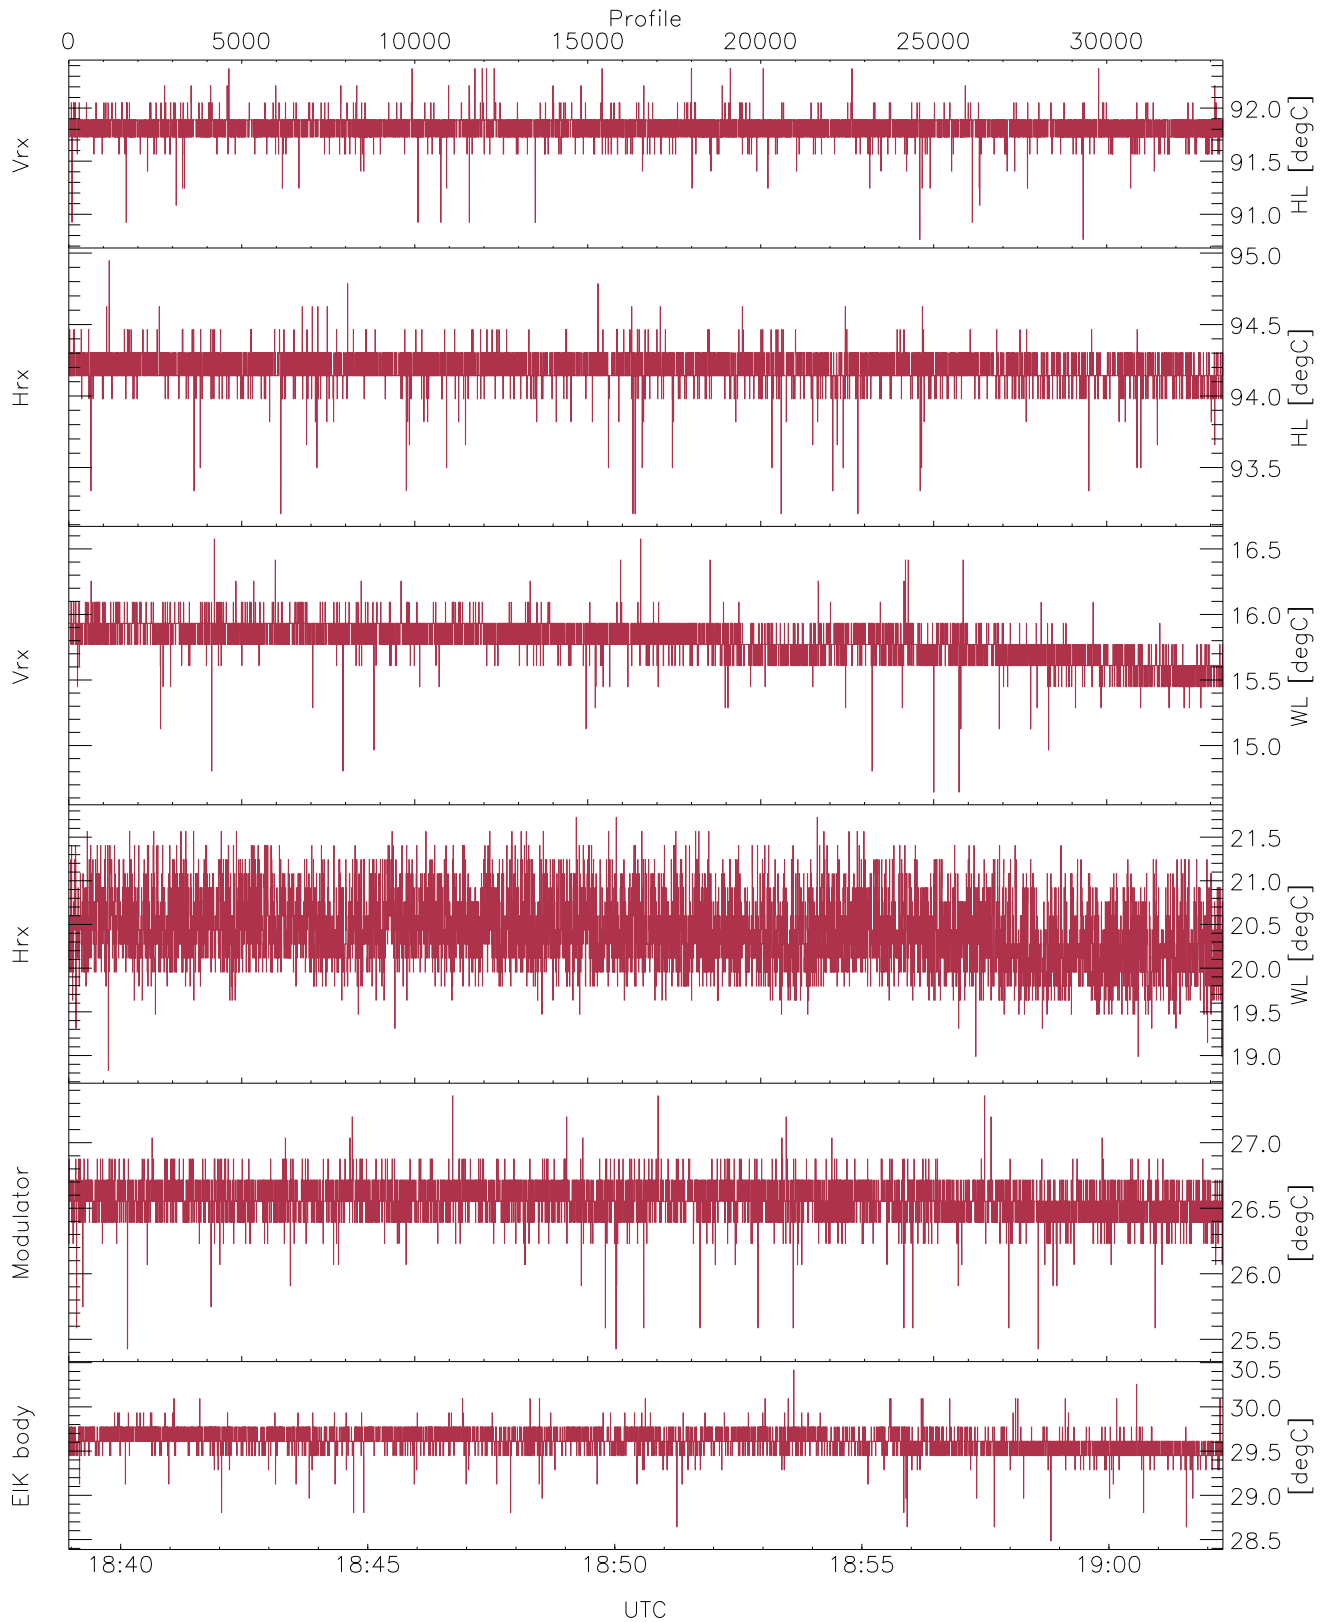 Profile
0 5000 10000 15000 20000 25000 30000
Vrx
92.0
91.5
91.0
HL [degC]
Hrx
95.0
94.5
94.0
93.5
HL [degC]
Vrx
16.5
16.0
15.5
15.0
WL [degC]
Hrx
21.5
21.0
20.5
20.0
19.5
19.0
WL [degC]
Modulator
27.0
26.5
26.0
25.5
[degC]
EIK body
30.5
30.0
29.5
29.0
28.5
[degC]
18:40 18:45 18:50 18:55 19:00
UTC